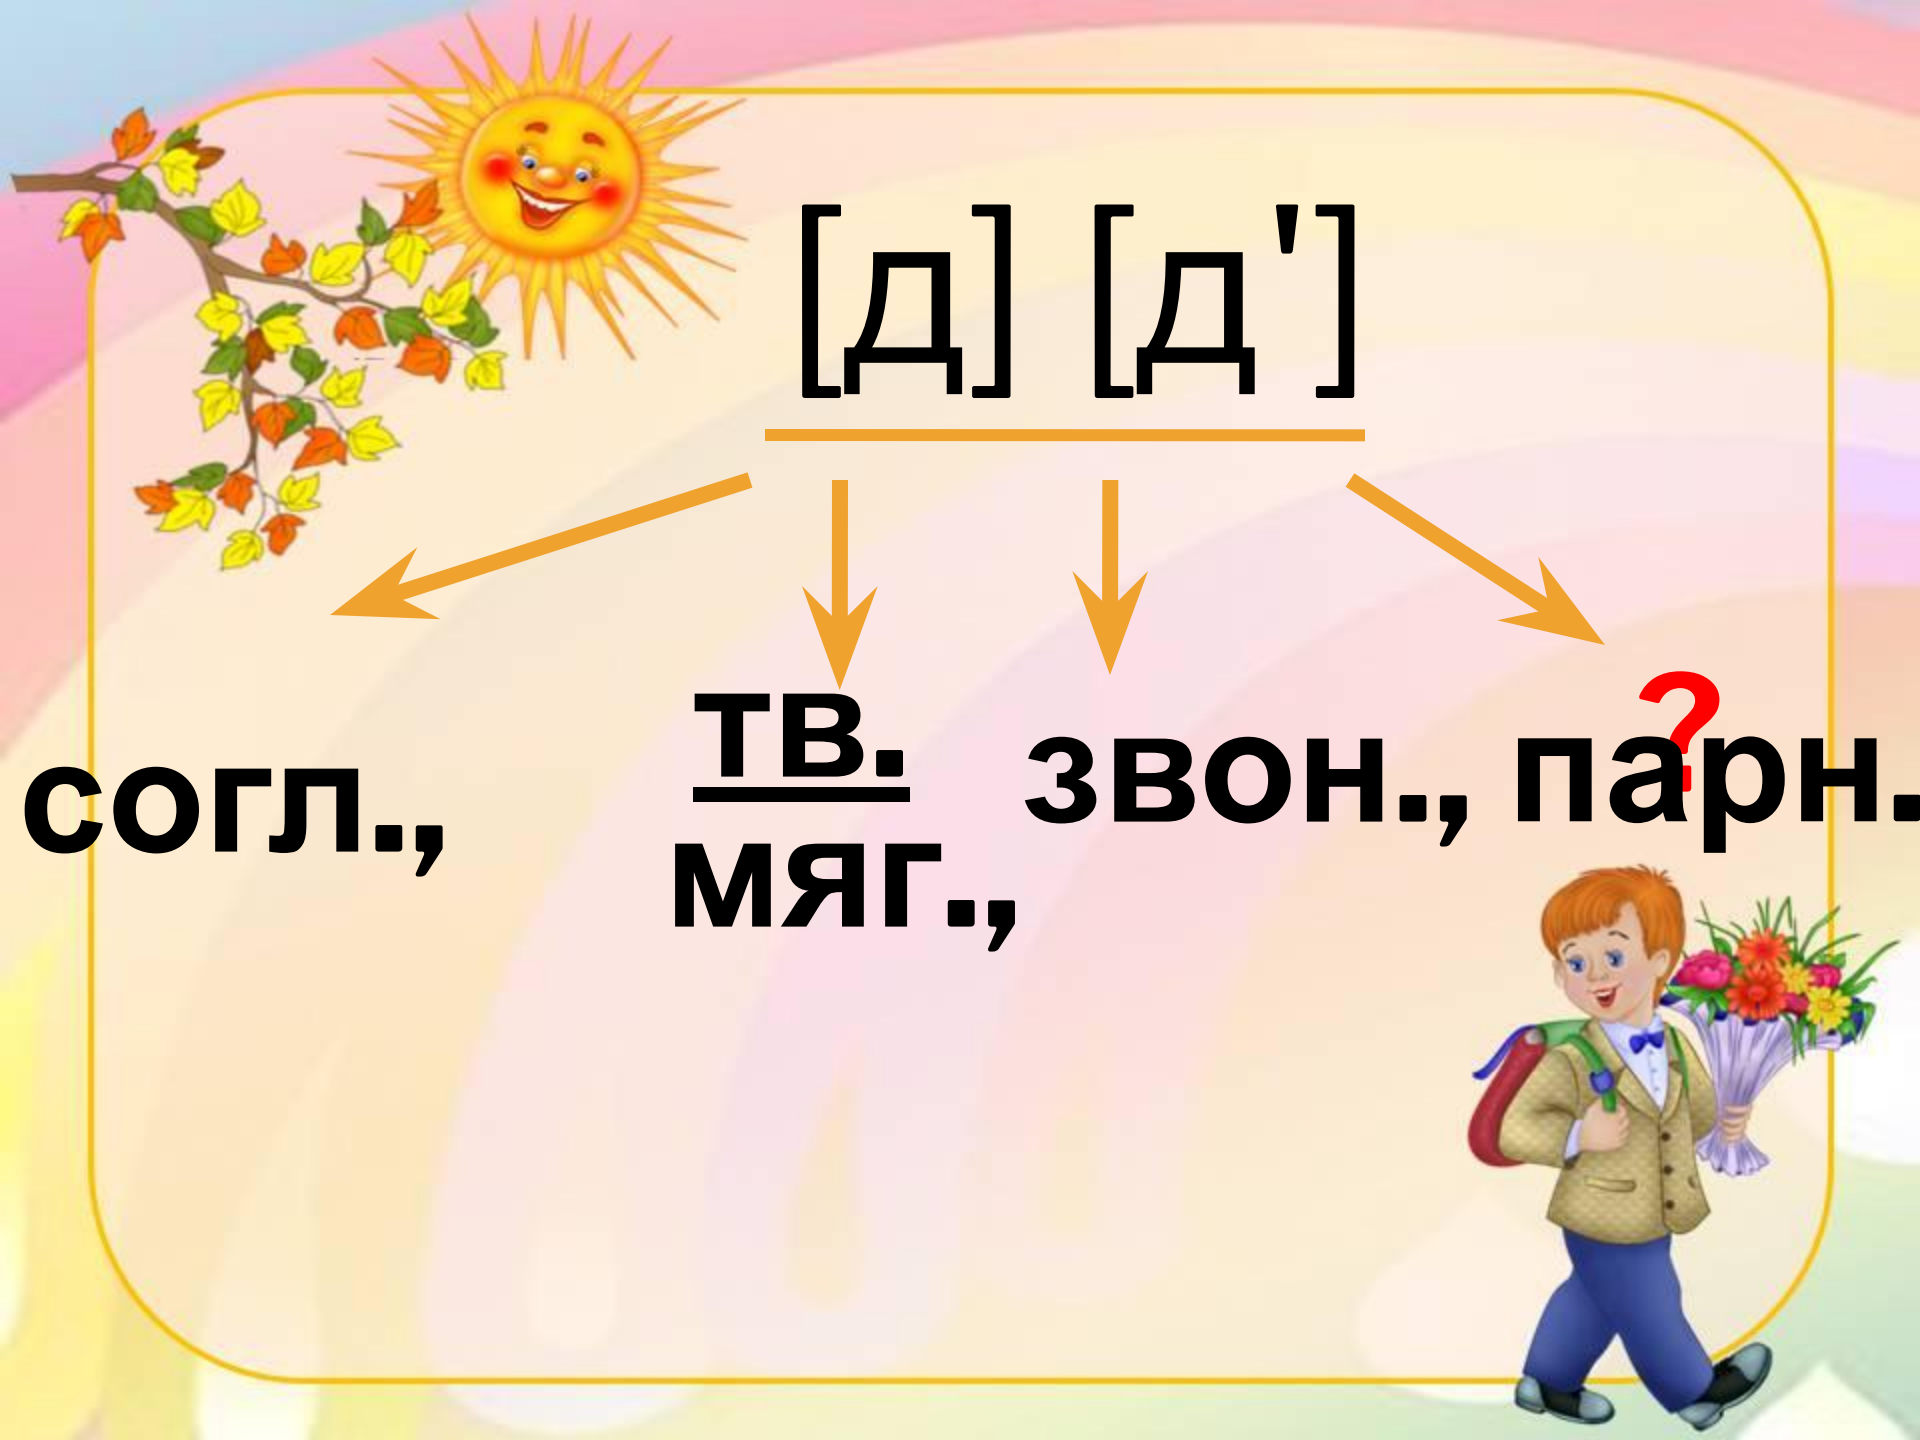 [д] [д']
согл.,
тв.
мяг.,
звон.,
?
парн.